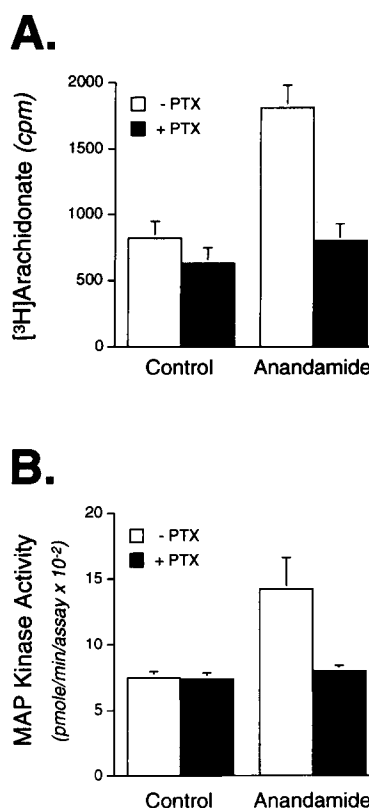 A.
[³H]Arachidonate (cpm)
2000
1500
1000
500
0
- PTX
+ PTX
Control Anandamide
B.
MAP Kinase Activity
(pmole/min/assay x 10⁻²)
20
15
10
5
0
- PTX
+ PTX
Control Anandamide